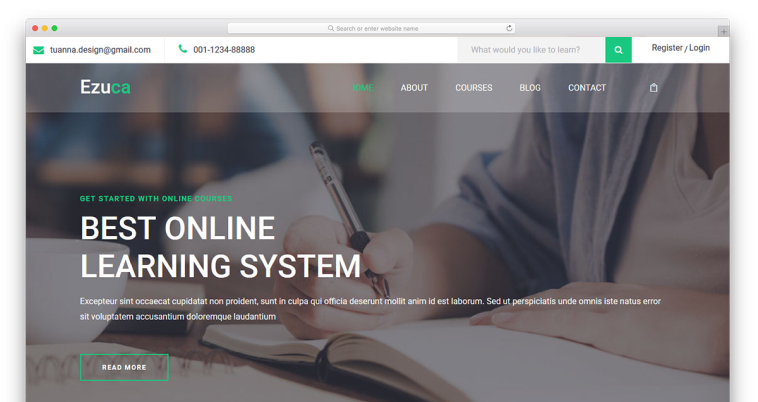 Search or enter website name
tuanna.design@gmail.com
001-1234-88888
What would you like to learn?
Register / Login
Ezuca
HOME
ABOUT
COURSES
BLOG
CONTACT
GET STARTED WITH ONLINE COURSES
BEST ONLINE
LEARNING SYSTEM
Excepteur sint occaecat cupidatat non proident, sunt in culpa qui officia deserunt mollit anim id est laborum. Sed ut perspiciatis unde omnis iste natus error
sit voluptatem accusantium doloremque laudantium
READ MORE